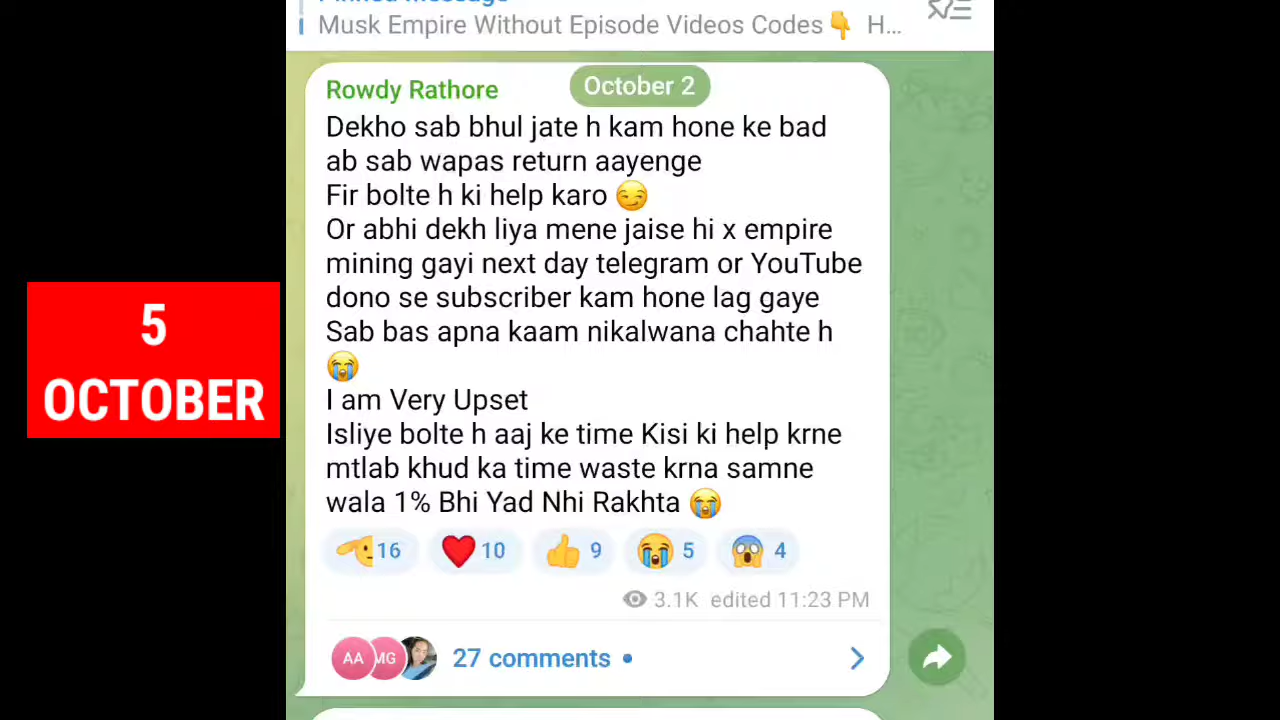 Pinned message
Musk Empire Without Episode Videos Codes👇 H...
October 2
Rowdy Rathore
Dekho sab bhul jate h kam hone ke bad
ab sab wapas return aayenge
Fir bolte h ki help karo 😏
Or abhi dekh liya mene jaise hi x empire
mining gayi next day telegram or YouTube
dono se subscriber kam hone lag gaye
Sab bas apna kaam nikalwana chahte h
😭
I am Very Upset
Isliye bolte h aaj ke time Kisi ki help krne
mtlab khud ka time waste krna samne
wala 1% Bhi Yad Nhi Rakhta 😭
🫡16 ❤️10 👍9 😭5 😱4
3.1K edited 11:23 PM
AA MG 27 comments
5
OCTOBER